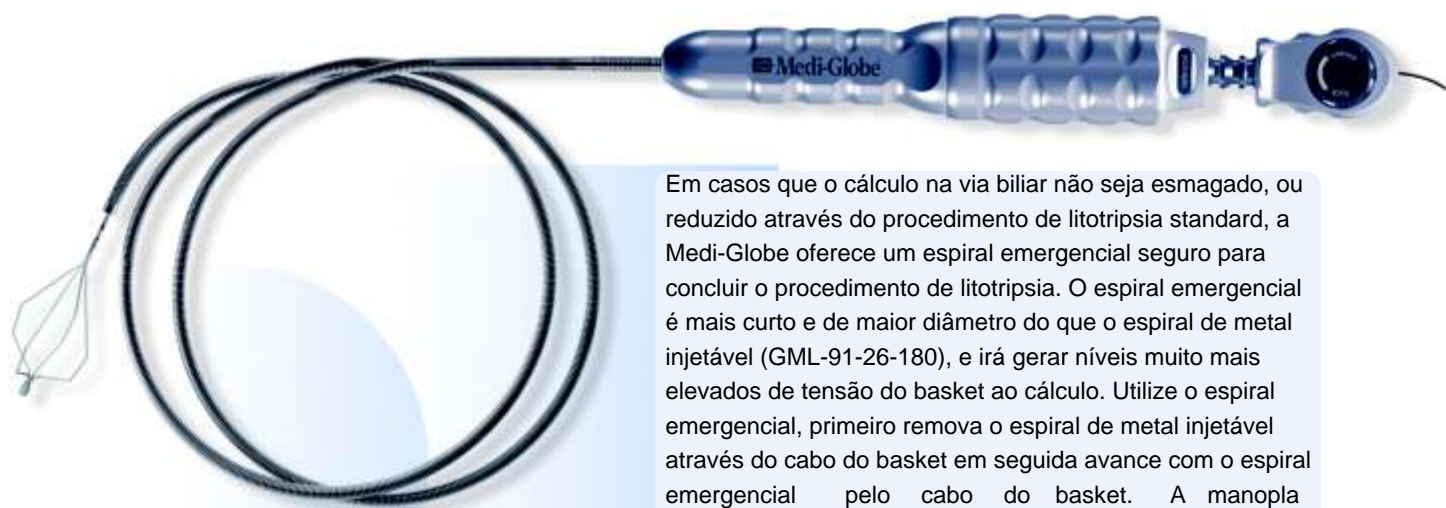 Medi-Globe
Em casos que o cálculo na via biliar não seja esmagado, ou
reduzido através do procedimento de litotripsia standard, a
Medi-Globe oferece um espiral emergencial seguro para
concluir o procedimento de litotripsia. O espiral emergencial
é mais curto e de maior diâmetro do que o espiral de metal
injetável (GML-91-26-180), e irá gerar níveis muito mais
elevados de tensão do basket ao cálculo. Utilize o espiral
emergencial, primeiro remova o espiral de metal injetável
através do cabo do basket em seguida avance com o espiral
emergencial pelo cabo do basket. A manopla